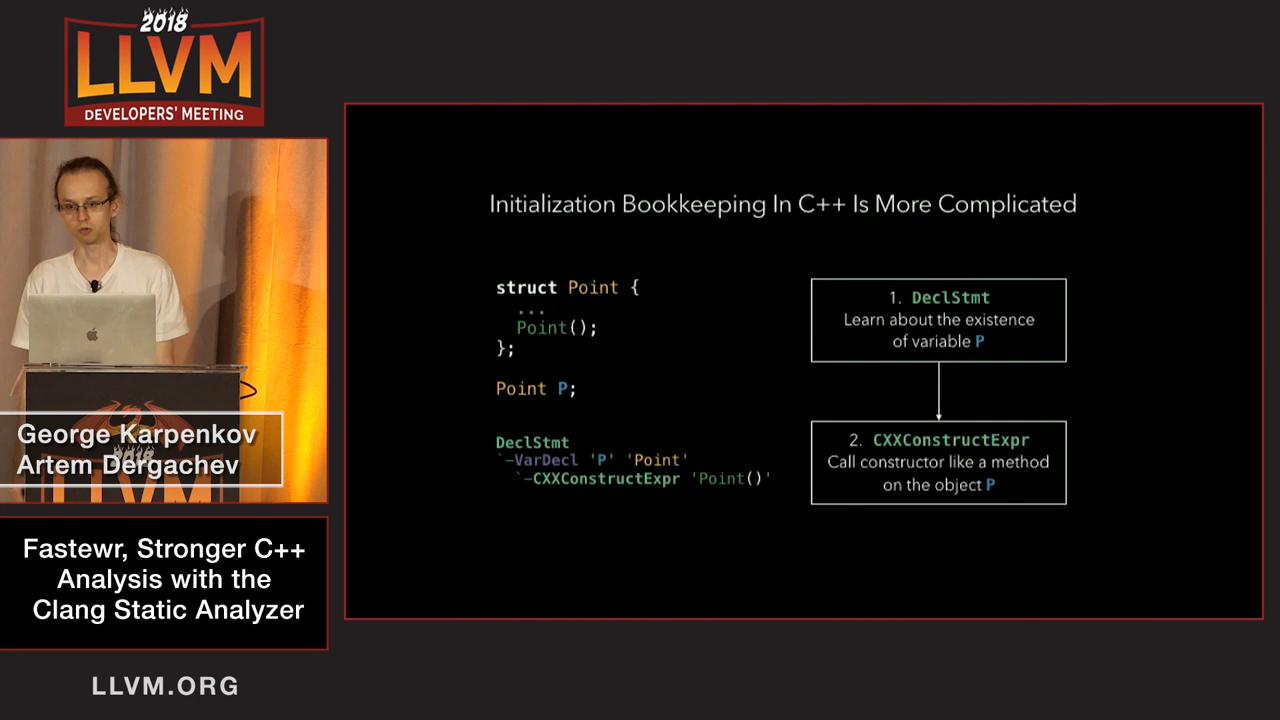 2018
LLVM
DEVELOPERS' MEETING
George Karpenkov
Artem Dergachev
Fastewr, Stronger C++
Analysis with the
Clang Static Analyzer
LLVM.ORG
Initialization Bookkeeping In C++ Is More Complicated
struct Point {
...
Point();
};
Point P;
DeclStmt
`-VarDecl 'P' 'Point'
`-CXXConstructExpr 'Point()'
1. DeclStmt
Learn about the existence
of variable P
2. CXXConstructExpr
Call constructor like a method
on the object P